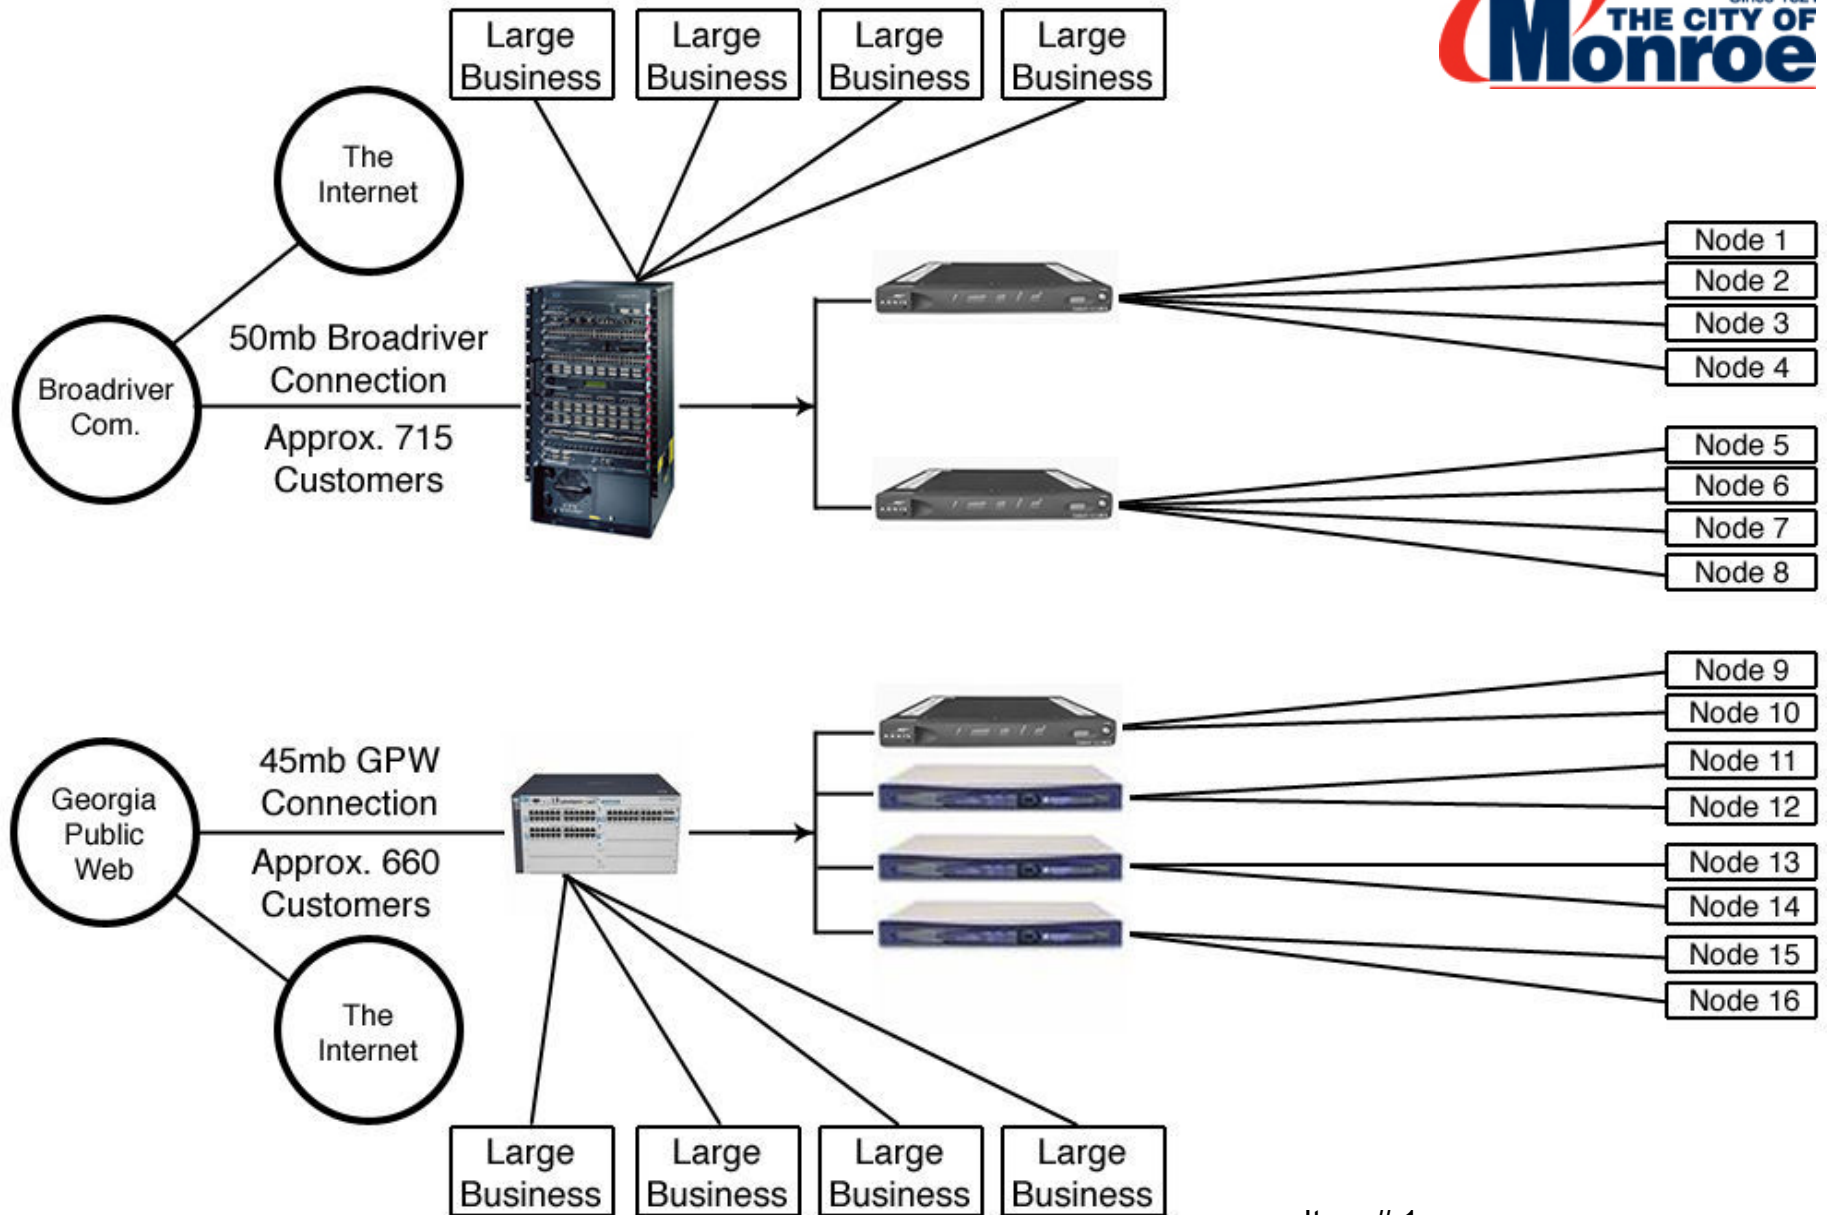 Large
Business
Large
Business
Large
Business
Large
Business
THE CITY OF
Monroe
The
Internet
Broadriver
Com.
50mb Broadriver
Connection
Approx. 715
Customers
Node 1
Node 2
Node 3
Node 4
Node 5
Node 6
Node 7
Node 8
Georgia
Public
Web
45mb GPW
Connection
Approx. 660
Customers
Node 9
Node 10
Node 11
Node 12
Node 13
Node 14
Node 15
Node 16
The
Internet
Large
Business
Large
Business
Large
Business
Large
Business